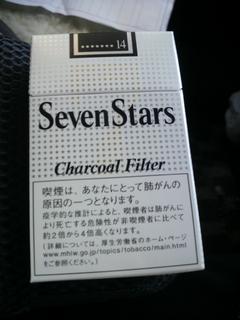 14
Seven Stars
Charcoal Filter
喫煙は、あなたにとって肺がんの
原因の一つとなります。
疫学的な推計によると、喫煙者は肺がんに
より死亡する危険性が非喫煙者に比べて
約2倍から4倍高くなります。
(詳細については、厚生労働省のホーム・ページ
www.mhlw.go.jp/topics/tobacco/main.html
をご参照ください。)